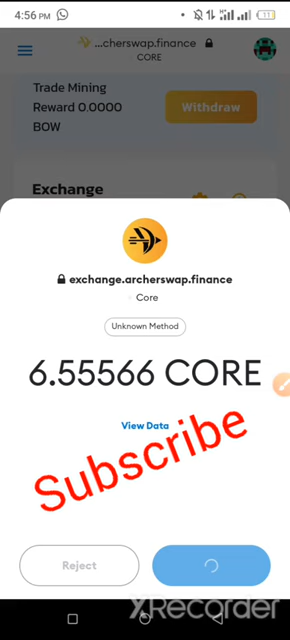 4:56 PM
11
...cherswap.finance
CORE
Trade Mining
Reward 0.0000
BOW
Withdraw
Exchange
exchange.archerswap.finance
Core
Unknown Method
6.55566 CORE
View Data
Subscribe
Reject
XRecorder